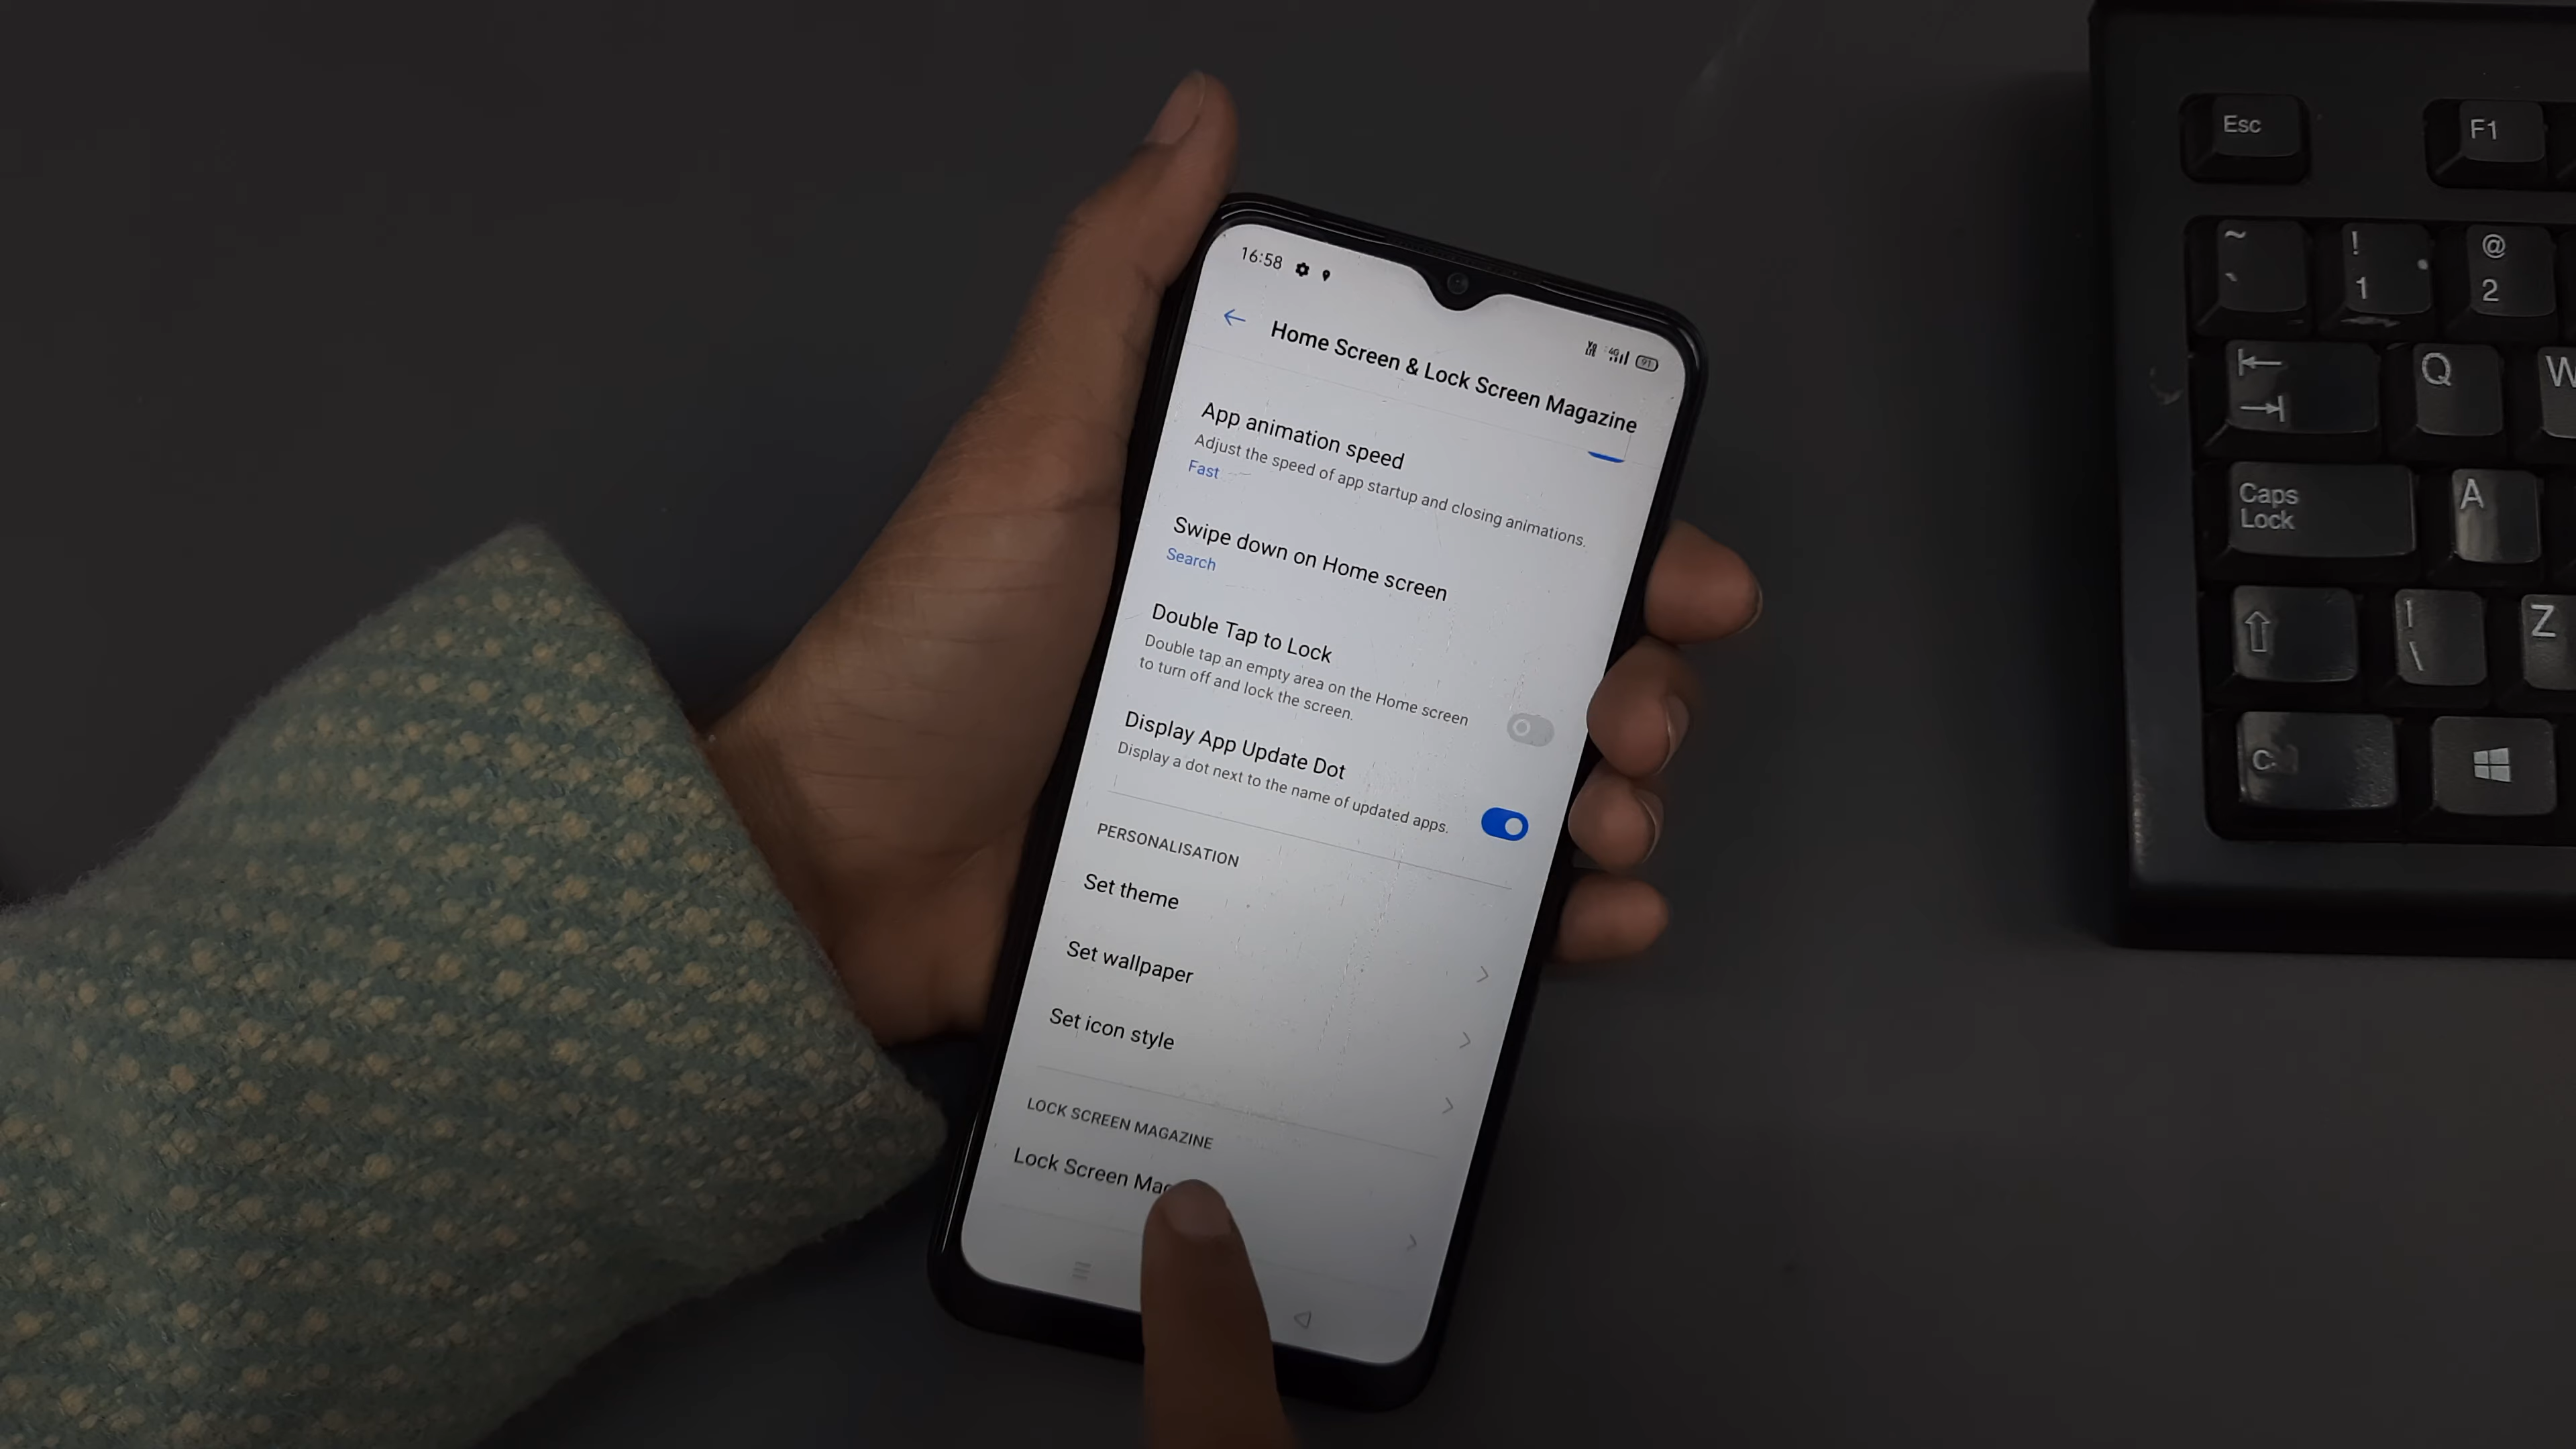 16:58
Vo LTE 4G 91
Home Screen & Lock Screen Magazine
App animation speed
Adjust the speed of app startup and closing animations.
Fast
Swipe down on Home screen
Search
Double Tap to Lock
Double tap an empty area on the Home screen
to turn off and lock the screen.
Display App Update Dot
Display a dot next to the name of updated apps.
PERSONALISATION
Set theme
Set wallpaper
Set icon style
LOCK SCREEN MAGAZINE
Lock Screen
Esc
F1
~ `
! 1
@ 2
Q
W
Caps
Lock
A
| \
Z
C